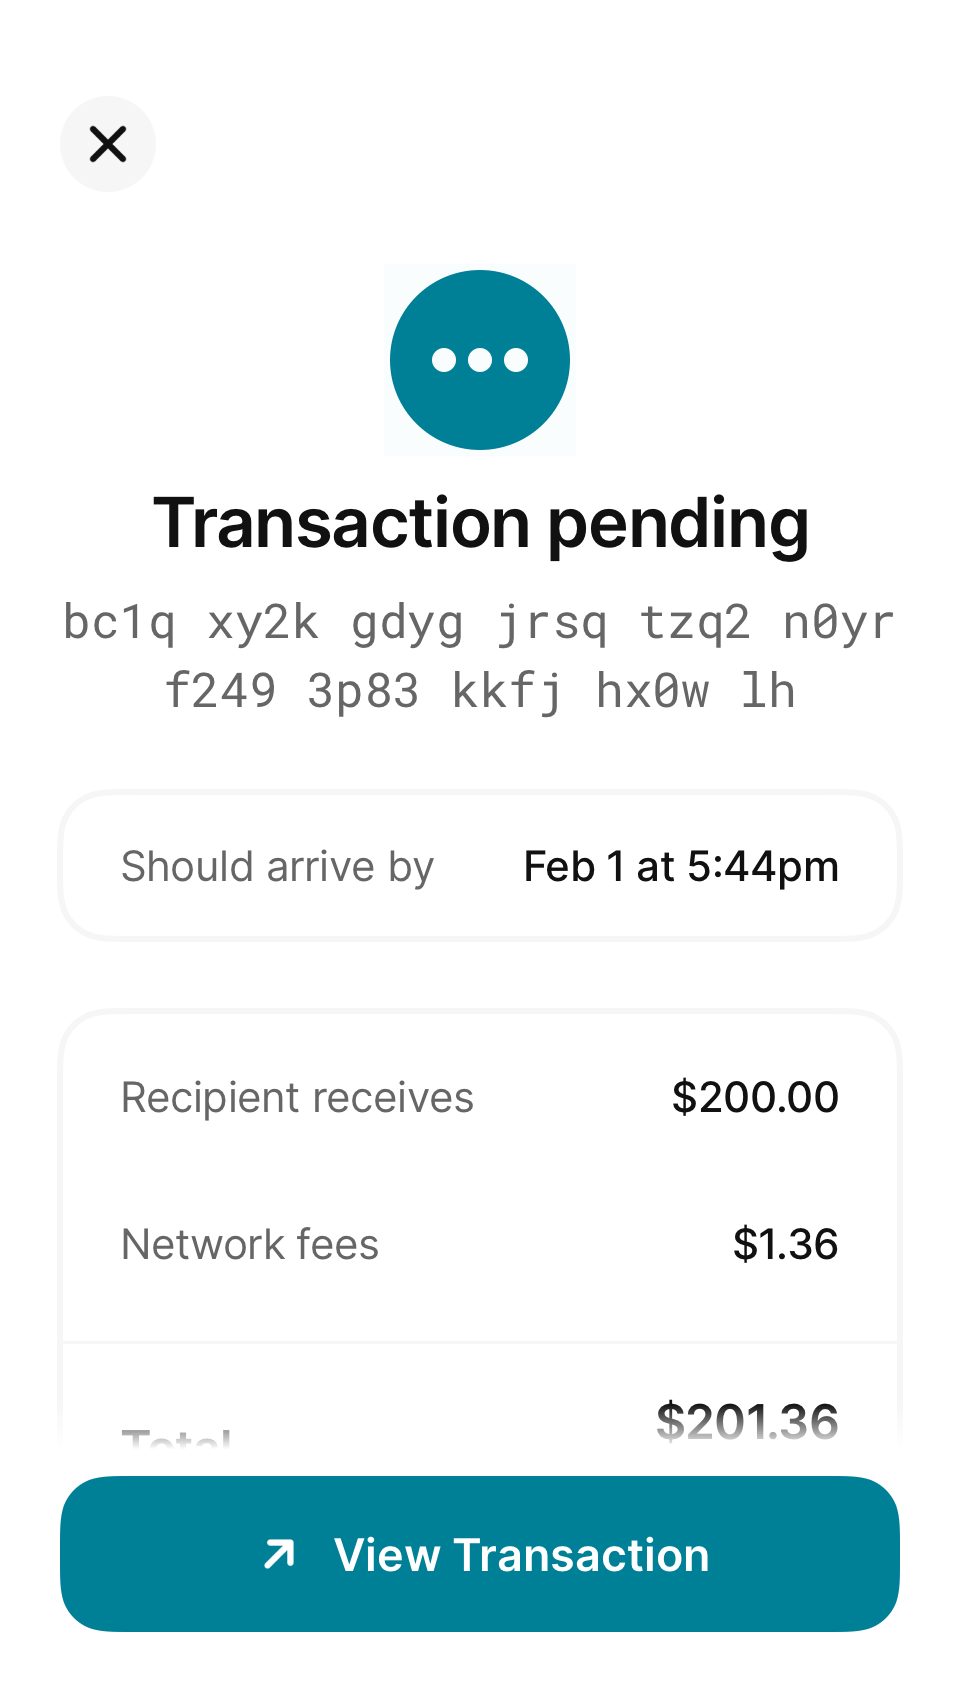 Transaction pending
bc1q xy2k gdyg jrsq tzq2 n0yr
f249 3p83 kkfj hx0w lh
Should arrive by Feb 1 at 5:44pm
Recipient receives $200.00
Network fees $1.36
Total $201.36
View Transaction